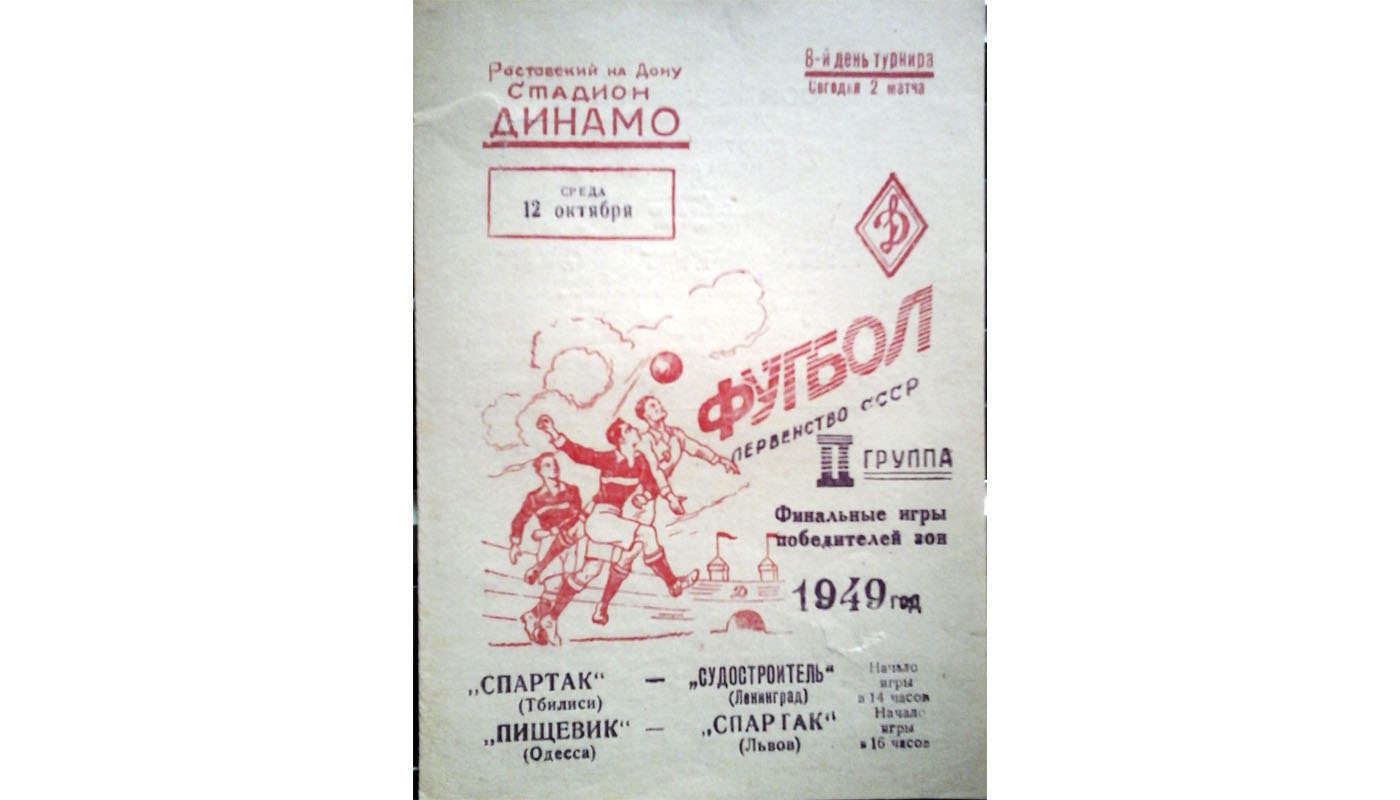 Ростовский на Дону
СТАДИОН
ДИНАМО
8-й день турнира
Сегодня 2 матча
СРЕДА
12 октября
Д
ФУТБОЛ
ПЕРВЕНСТВО СССР
II ГРУППА
Финальные игры
победителей зон
1949 год
Д
„СПАРТАК“ — „СУДОСТРОИТЕЛЬ“
(Тбилиси) (Ленинград)
Начало
игры
в 14 часов
„ПИЩЕВИК“ — „СПАРТАК“
(Одесса) (Львов)
Начало
игры
в 16 часов